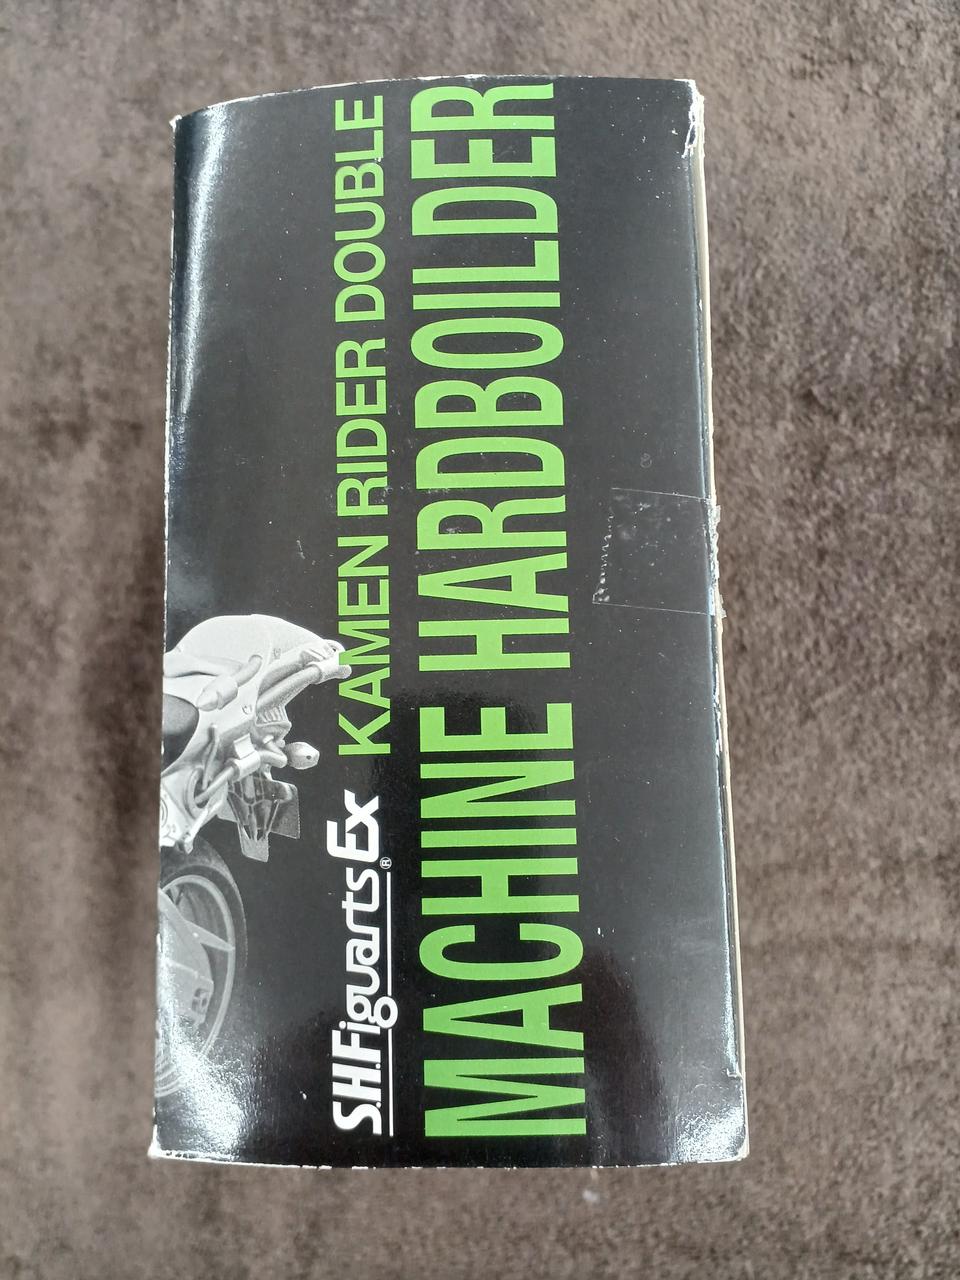 S.H.Figuarts Ex® KAMEN RIDER DOUBLE
MACHINE HARDBOILDER